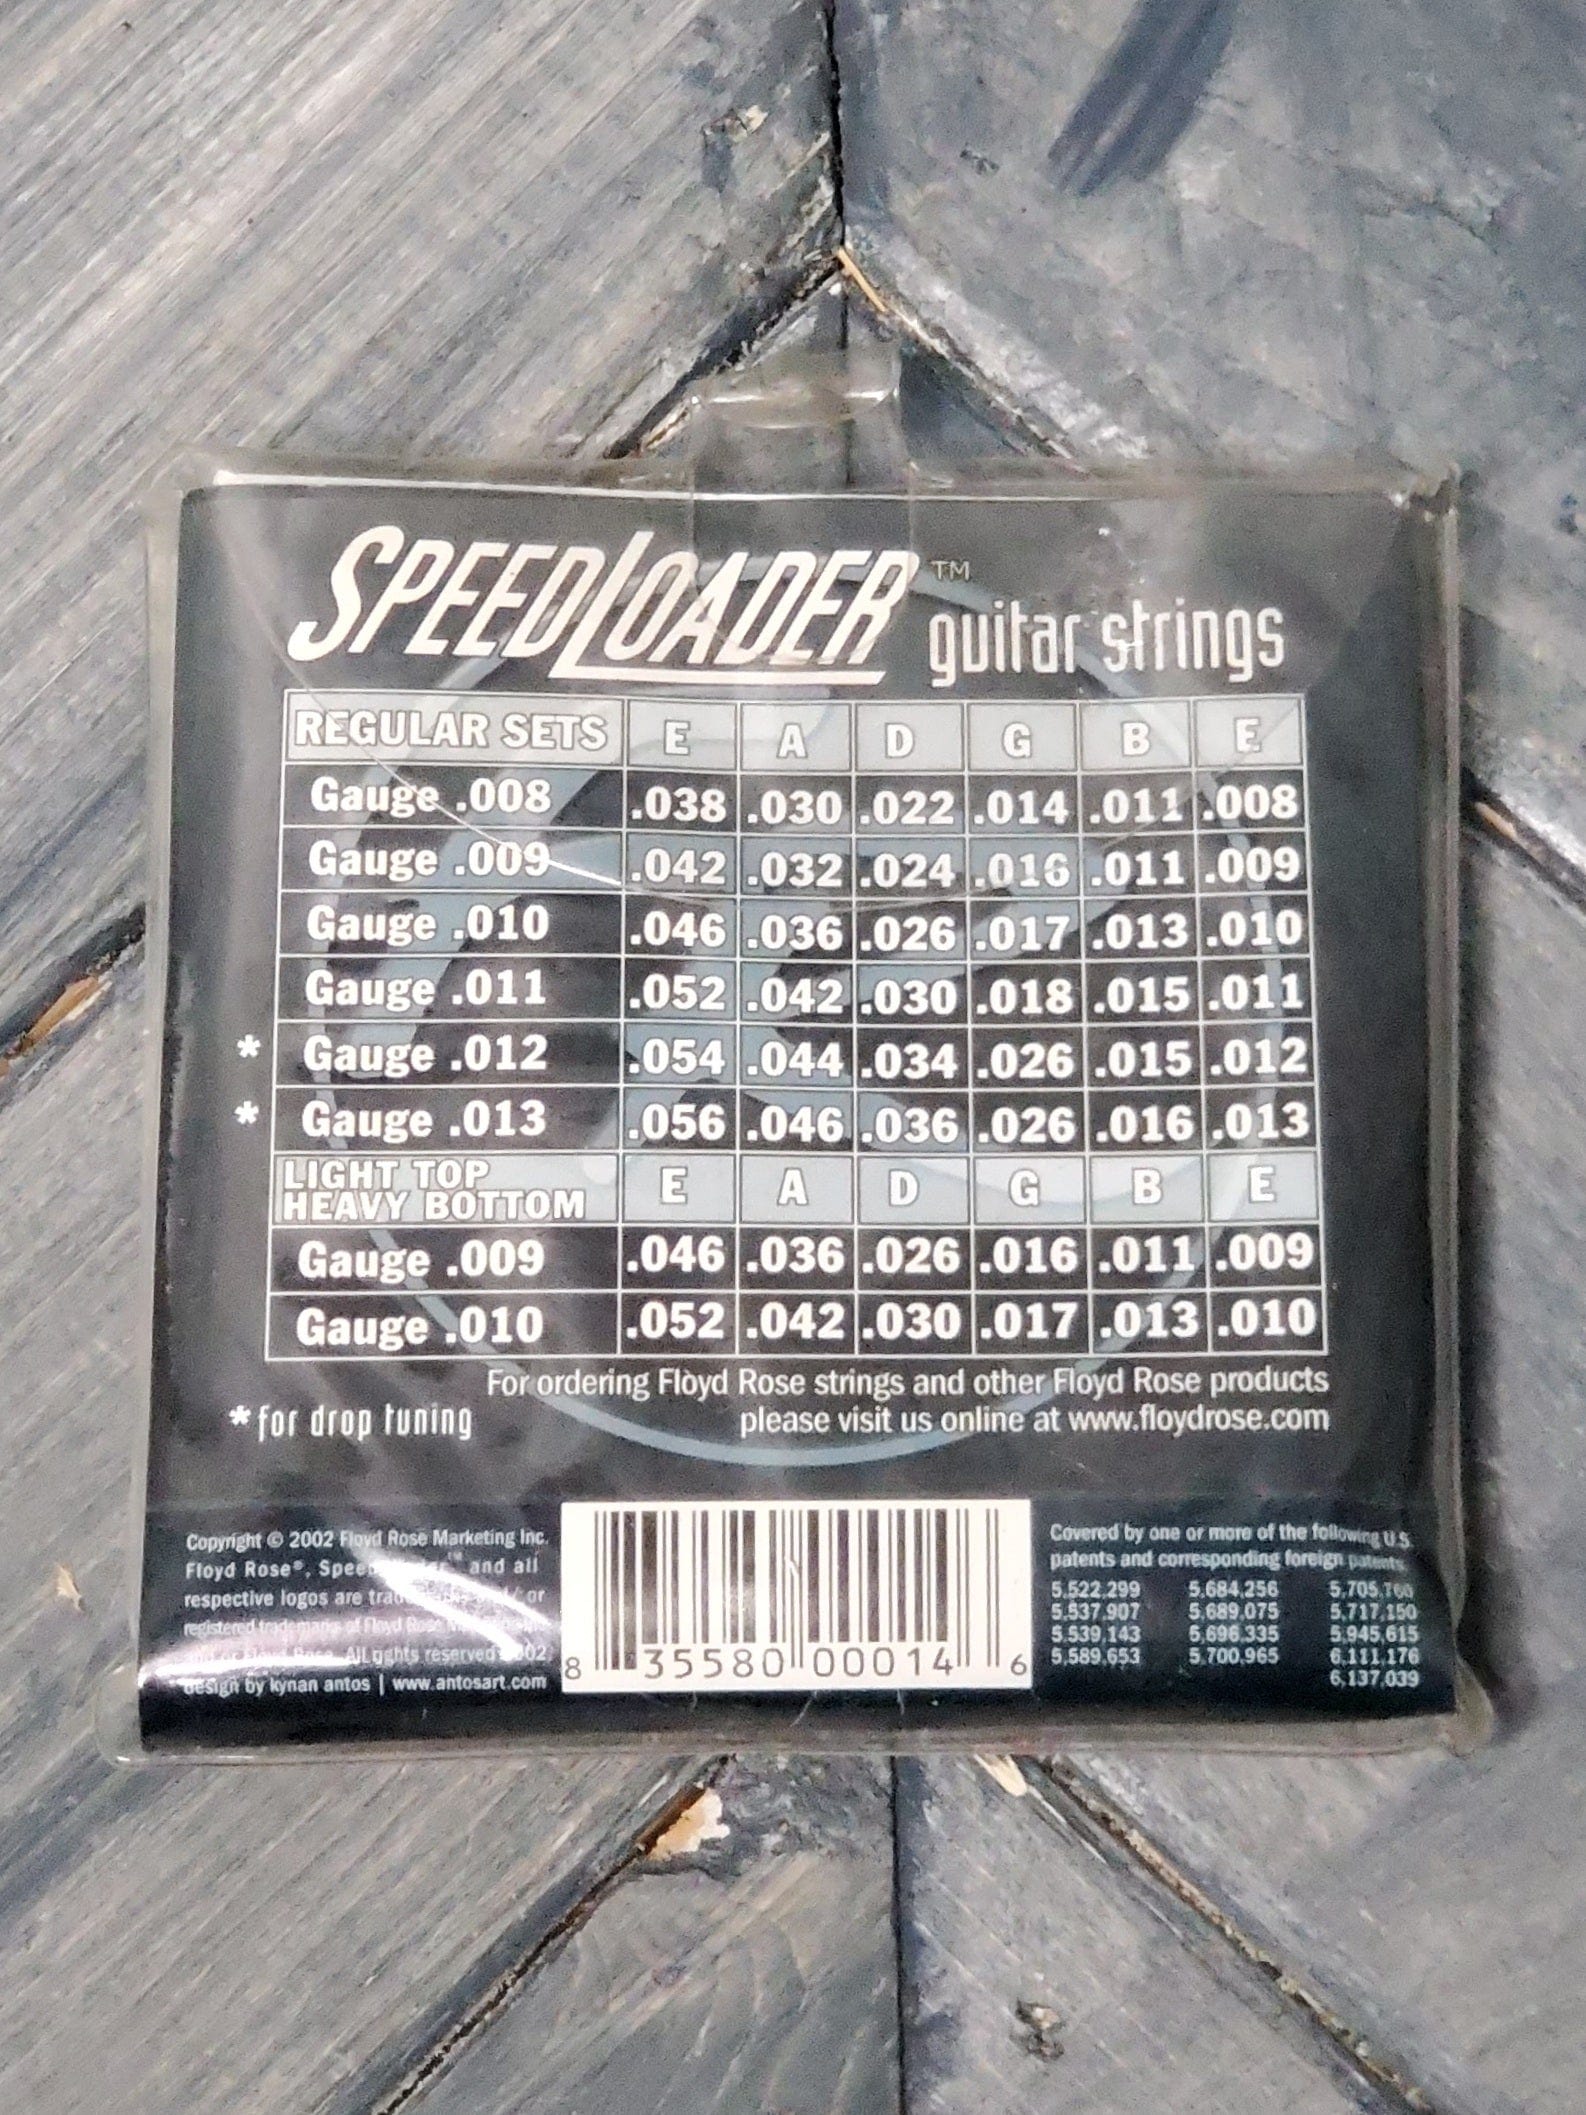 SPEEDLOADER™ guitar strings
REGULAR SETS E A D G B E
Gauge .008 .038 .030 .022 .014 .011 .008
Gauge .009 .042 .032 .024 .016 .011 .009
Gauge .010 .046 .036 .026 .017 .013 .010
Gauge .011 .052 .042 .030 .018 .015 .011
* Gauge .012 .054 .044 .034 .026 .015 .012
* Gauge .013 .056 .046 .036 .026 .016 .013
LIGHT TOP
HEAVY BOTTOM E A D G B E
Gauge .009 .046 .036 .026 .016 .011 .009
Gauge .010 .052 .042 .030 .017 .013 .010
For ordering Floyd Rose strings and other Floyd Rose products
please visit us online at www.floydrose.com
* for drop tuning
Copyright © 2002 Floyd Rose Marketing Inc.
Floyd Rose®, and all
respective logos are or
registered trademarks of Floyd Rose
All rights reserved
design by kynan antos | www.antosart.com
8 35580 00014 6
Covered by one or more of the following U.S.
patents and corresponding foreign patents
5,522,299 5,684,256 5,705,760
5,537,907 5,689,075 5,717,150
5,539,143 5,696,335 5,945,615
5,589,653 5,700,965 6,111,176
6,137,039